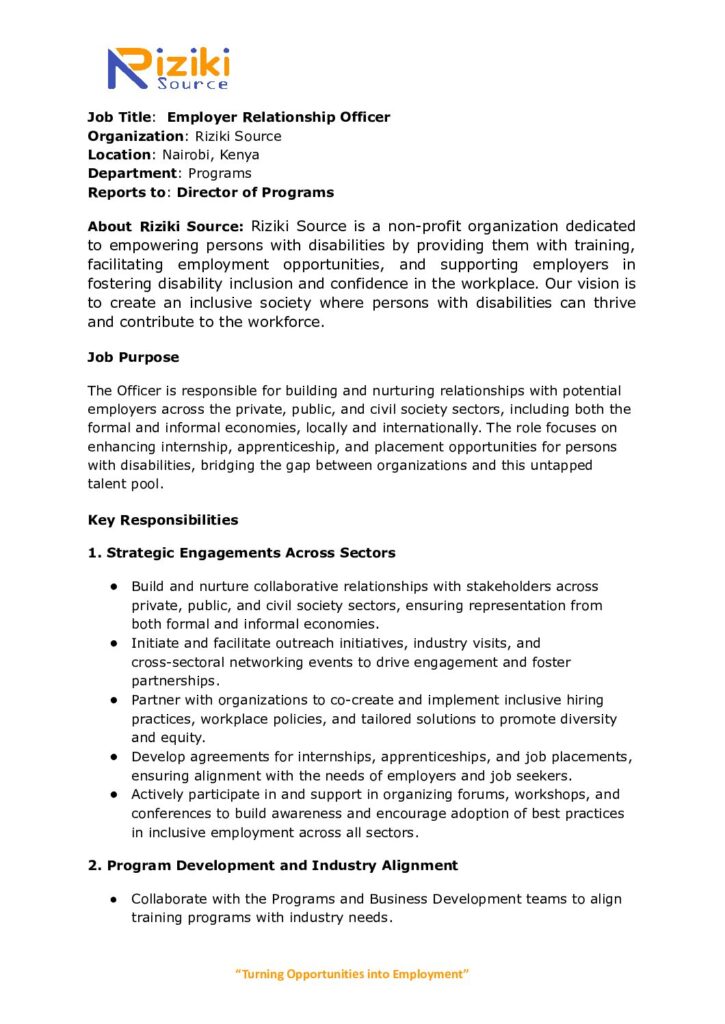 Riziki
Source
Job Title:  Employer Relationship Officer
Organization: Riziki Source
Location: Nairobi, Kenya
Department: Programs
Reports to: Director of Programs
About Riziki Source: Riziki Source is a non-profit organization dedicated
to empowering persons with disabilities by providing them with training,
facilitating employment opportunities, and supporting employers in
fostering disability inclusion and confidence in the workplace. Our vision is
to create an inclusive society where persons with disabilities can thrive
and contribute to the workforce.
Job Purpose
The Officer is responsible for building and nurturing relationships with potential
employers across the private, public, and civil society sectors, including both the
formal and informal economies, locally and internationally. The role focuses on
enhancing internship, apprenticeship, and placement opportunities for persons
with disabilities, bridging the gap between organizations and this untapped
talent pool.
Key Responsibilities
1. Strategic Engagements Across Sectors
● Build and nurture collaborative relationships with stakeholders across
private, public, and civil society sectors, ensuring representation from
both formal and informal economies.
● Initiate and facilitate outreach initiatives, industry visits, and
cross-sectoral networking events to drive engagement and foster
partnerships.
● Partner with organizations to co-create and implement inclusive hiring
practices, workplace policies, and tailored solutions to promote diversity
and equity.
● Develop agreements for internships, apprenticeships, and job placements,
ensuring alignment with the needs of employers and job seekers.
● Actively participate in and support in organizing forums, workshops, and
conferences to build awareness and encourage adoption of best practices
in inclusive employment across all sectors.
2. Program Development and Industry Alignment
● Collaborate with the Programs and Business Development teams to align
training programs with industry needs.
“Turning Opportunities into Employment”